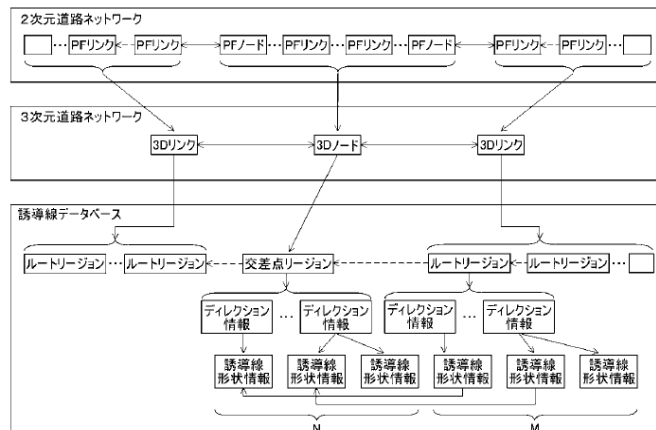 ２次元道路ネットワーク
…PFリンク PFリンク PFノード…PFリンク…PFリンク…PFノード PFリンク PFリンク…
３次元道路ネットワーク
3Dリンク 3Dノード 3Dリンク
誘導線データベース
ルートリージョン…ルートリージョン 交差点リージョン ルートリージョン ルートリージョン…
ディレクション情報…ディレクション情報 ディレクション情報…ディレクション情報
誘導線形状情報 誘導線形状情報 誘導線形状情報 誘導線形状情報 誘導線形状情報 誘導線形状情報
N M